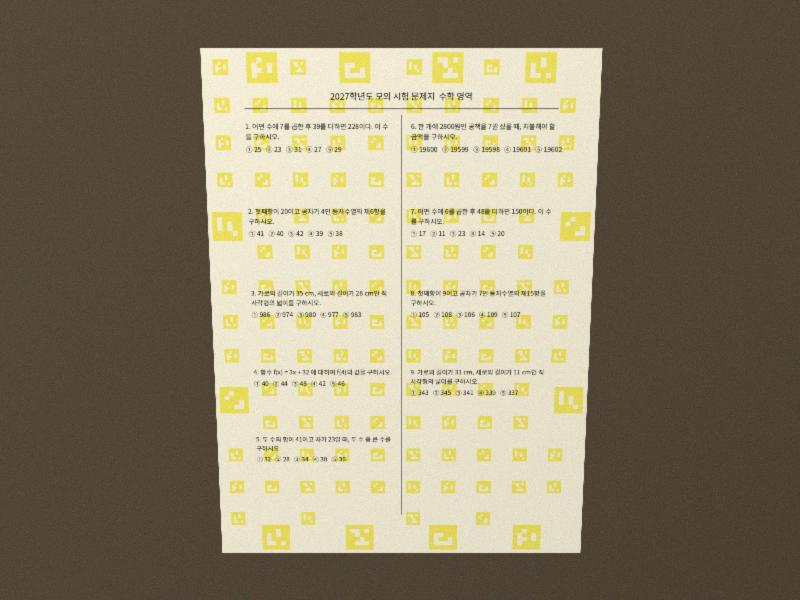 2027학년도 모의 시험 문제지 수학 영역
1. 어떤 수에 7를 곱한 후 39를 더하면 228이다. 이 수
를 구하시오.
① 25 ② 23 ③ 31 ④ 27 ⑤ 29
2. 첫째항이 20이고 공차가 4인 등차수열의 제6항를
구하시오.
① 41 ② 40 ③ 42 ④ 39 ⑤ 38
3. 가로의 길이가 35 cm, 세로의 길이가 28 cm인 직
사각형의 넓이를 구하시오.
① 986 ② 974 ③ 980 ④ 977 ⑤ 983
4. 함수 f(x) = 3x + 32 에 대하여 f(4)의 값를 구하시오.
① 40 ② 44 ③ 48 ④ 42 ⑤ 46
5. 두 수의 합이 41이고 차가 23일 때, 두 수 중 큰 수를
구하시오.
① 32 ② 28 ③ 34 ④ 30 ⑤ 36
6. 한 개에 2800원인 공책을 7권 샀을 때, 지불해야 할
금액를 구하시오.
① 19600 ② 19599 ③ 19598 ④ 19601 ⑤ 19602
7. 어떤 수에 6를 곱한 후 48를 더하면 150이다. 이 수
를 구하시오.
① 17 ② 11 ③ 23 ④ 14 ⑤ 20
8. 첫째항이 9이고 공차가 7인 등차수열의 제15항를
구하시오.
① 105 ② 108 ③ 106 ④ 109 ⑤ 107
9. 가로의 길이가 31 cm, 세로의 길이가 11 cm인 직
사각형의 넓이를 구하시오.
① 343 ② 345 ③ 341 ④ 339 ⑤ 337